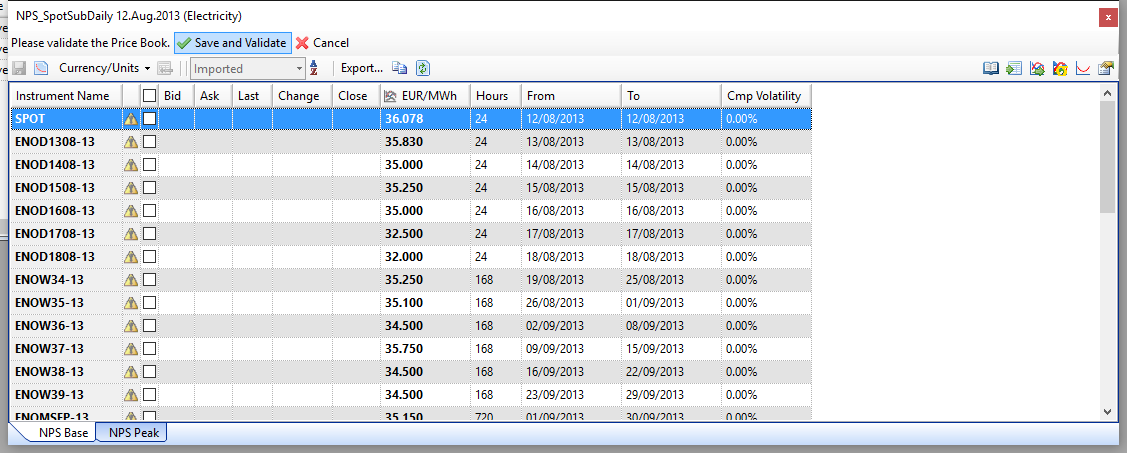 NPS_SpotSubDaily 12.Aug.2013 (Electricity)
Please validate the Price Book. Save and Validate Cancel
Currency/Units Imported A Z Export...
Instrument Name Bid Ask Last Change Close EUR/MWh Hours From To Cmp Volatility
SPOT 36.078 24 12/08/2013 12/08/2013 0.00%
ENOD1308-13 35.830 24 13/08/2013 13/08/2013 0.00%
ENOD1408-13 35.000 24 14/08/2013 14/08/2013 0.00%
ENOD1508-13 35.250 24 15/08/2013 15/08/2013 0.00%
ENOD1608-13 35.000 24 16/08/2013 16/08/2013 0.00%
ENOD1708-13 32.500 24 17/08/2013 17/08/2013 0.00%
ENOD1808-13 32.000 24 18/08/2013 18/08/2013 0.00%
ENOW34-13 35.250 168 19/08/2013 25/08/2013 0.00%
ENOW35-13 35.100 168 26/08/2013 01/09/2013 0.00%
ENOW36-13 34.500 168 02/09/2013 08/09/2013 0.00%
ENOW37-13 35.750 168 09/09/2013 15/09/2013 0.00%
ENOW38-13 34.500 168 16/09/2013 22/09/2013 0.00%
ENOW39-13 34.500 168 23/09/2013 29/09/2013 0.00%
ENOMSEP-13 35.150 720 01/09/2013 30/09/2013 0.00%
NPS Base NPS Peak